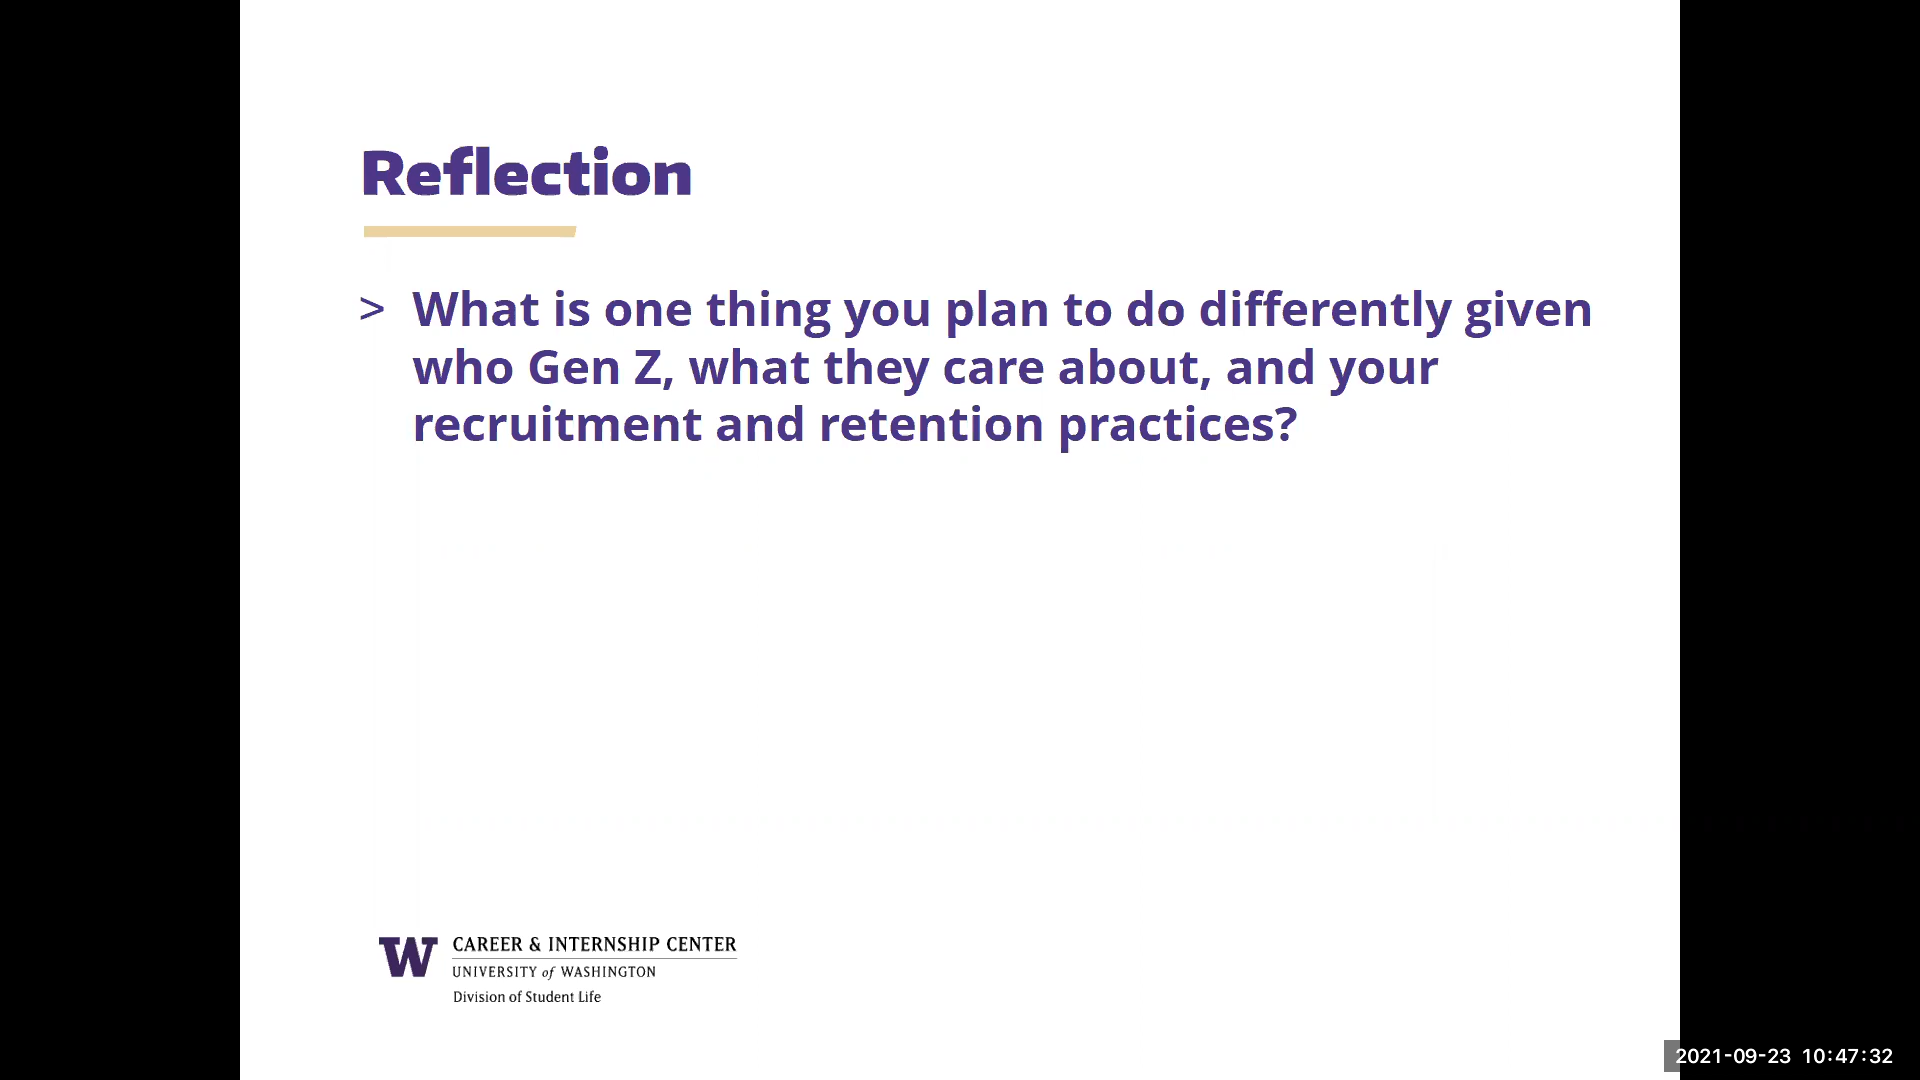 Reflection
> What is one thing you plan to do differently given
who Gen Z, what they care about, and your
recruitment and retention practices?
W CAREER & INTERNSHIP CENTER
UNIVERSITY of WASHINGTON
Division of Student Life
2021-09-23 10:47:32